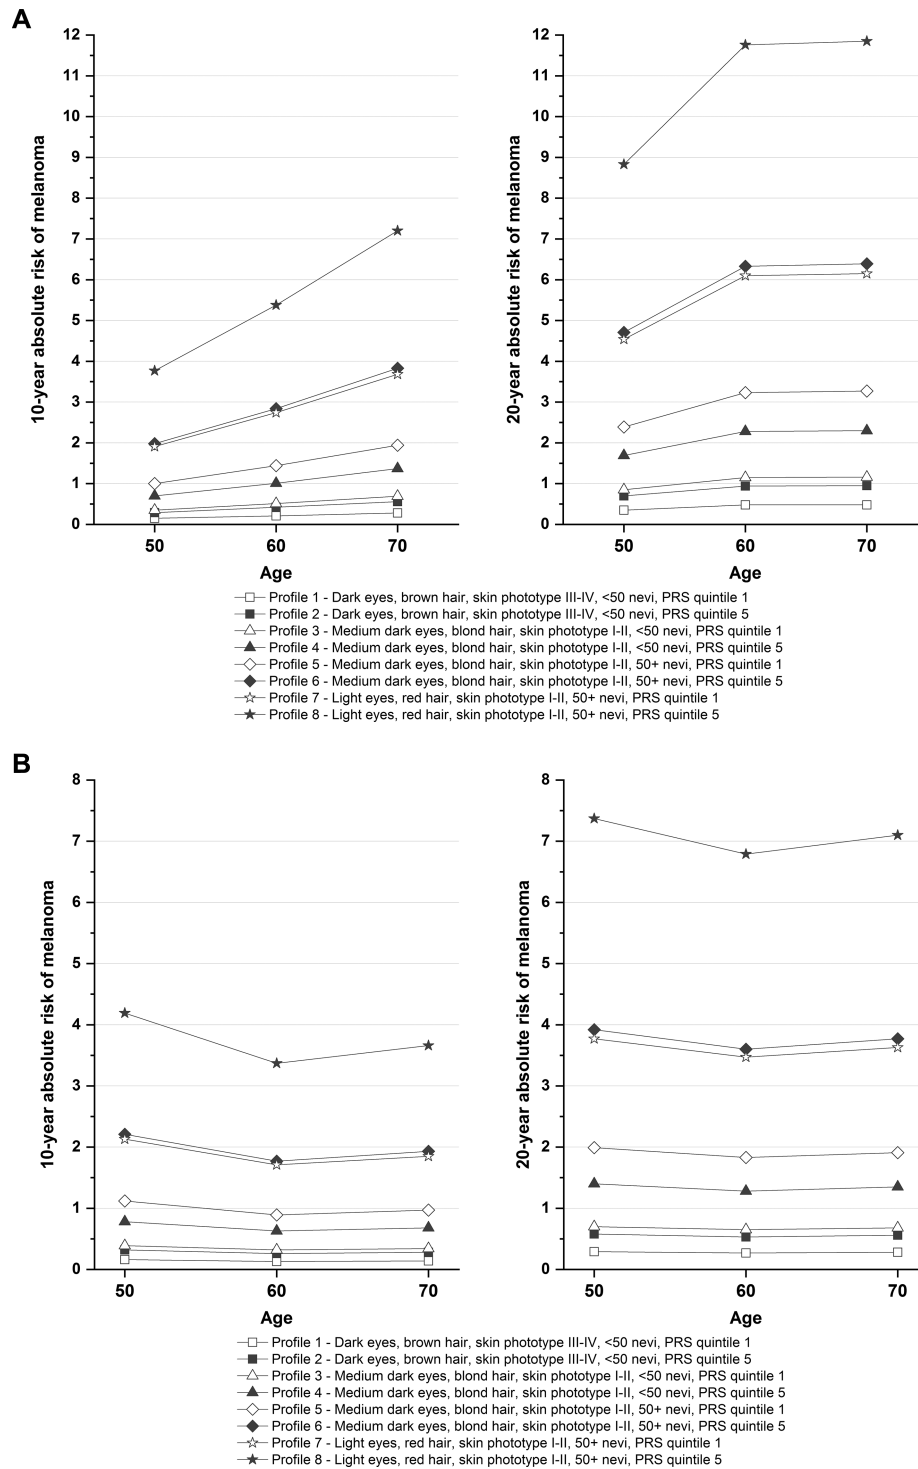 A
12
11
10
9
8
7
6
5
4
3
2
1
0
10-year absolute risk of melanoma
50 60 70
Age
12
11
10
9
8
7
6
5
4
3
2
1
0
20-year absolute risk of melanoma
50 60 70
Age
Profile 1 - Dark eyes, brown hair, skin phototype III-IV, <50 nevi, PRS quintile 1
Profile 2 - Dark eyes, brown hair, skin phototype III-IV, <50 nevi, PRS quintile 5
Profile 3 - Medium dark eyes, blond hair, skin phototype I-II, <50 nevi, PRS quintile 1
Profile 4 - Medium dark eyes, blond hair, skin phototype I-II, <50 nevi, PRS quintile 5
Profile 5 - Medium dark eyes, blond hair, skin phototype I-II, 50+ nevi, PRS quintile 1
Profile 6 - Medium dark eyes, blond hair, skin phototype I-II, 50+ nevi, PRS quintile 5
Profile 7 - Light eyes, red hair, skin phototype I-II, 50+ nevi, PRS quintile 1
Profile 8 - Light eyes, red hair, skin phototype I-II, 50+ nevi, PRS quintile 5
B
8
7
6
5
4
3
2
1
0
10-year absolute risk of melanoma
50 60 70
Age
8
7
6
5
4
3
2
1
0
20-year absolute risk of melanoma
50 60 70
Age
Profile 1 - Dark eyes, brown hair, skin phototype III-IV, <50 nevi, PRS quintile 1
Profile 2 - Dark eyes, brown hair, skin phototype III-IV, <50 nevi, PRS quintile 5
Profile 3 - Medium dark eyes, blond hair, skin phototype I-II, <50 nevi, PRS quintile 1
Profile 4 - Medium dark eyes, blond hair, skin phototype I-II, <50 nevi, PRS quintile 5
Profile 5 - Medium dark eyes, blond hair, skin phototype I-II, 50+ nevi, PRS quintile 1
Profile 6 - Medium dark eyes, blond hair, skin phototype I-II, 50+ nevi, PRS quintile 5
Profile 7 - Light eyes, red hair, skin phototype I-II, 50+ nevi, PRS quintile 1
Profile 8 - Light eyes, red hair, skin phototype I-II, 50+ nevi, PRS quintile 5